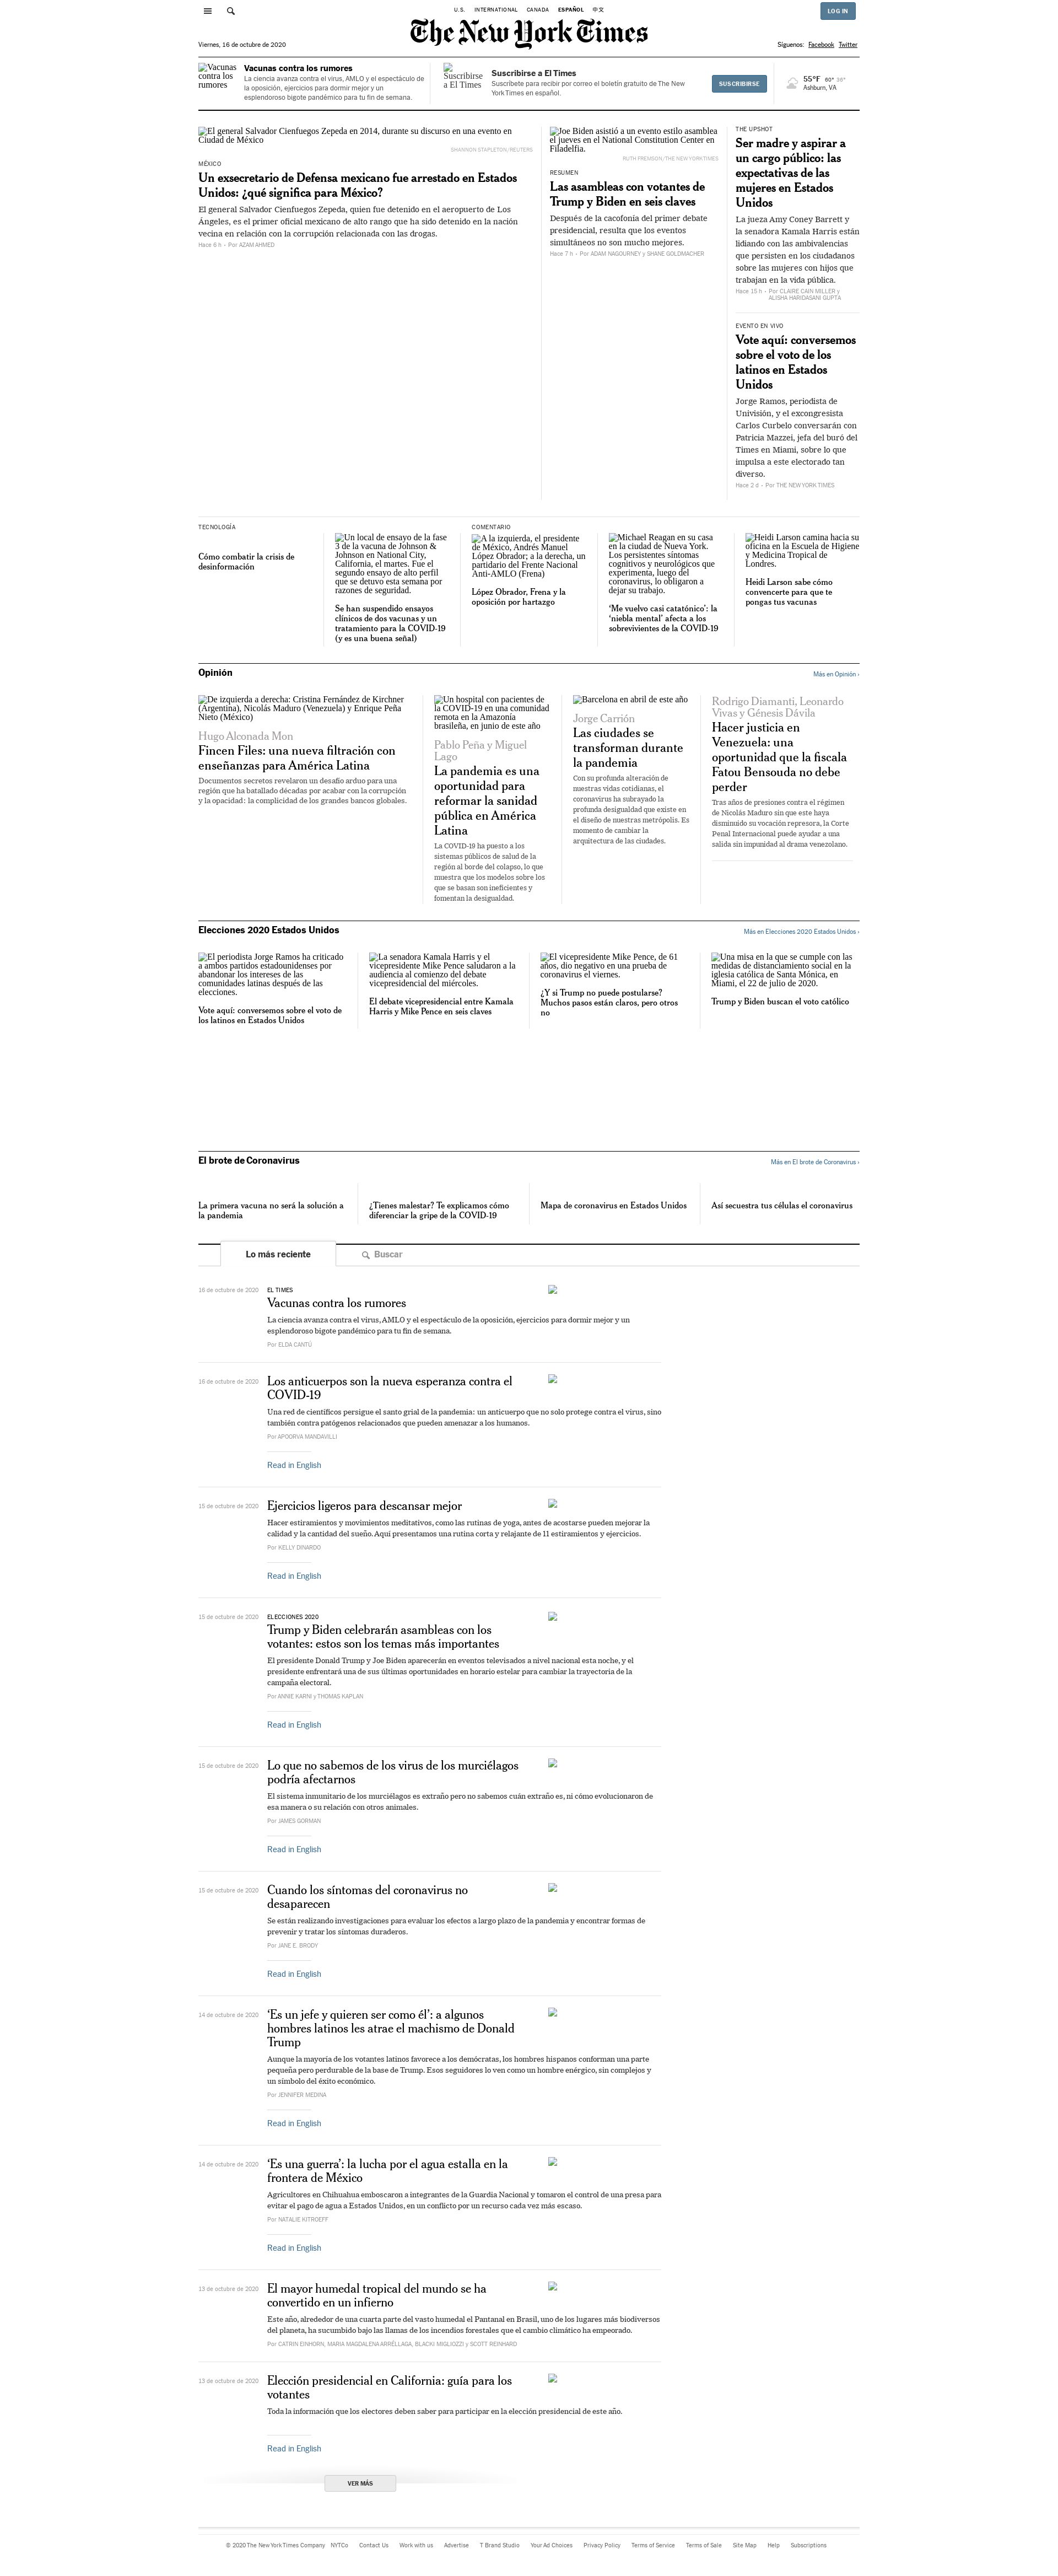 U.S. INTERNATIONAL CANADA ESPAÑOL 中文
LOG IN
The New York Times
Viernes, 16 de octubre de 2020
Síguenos: Facebook Twitter
Vacunas contra los rumores
Vacunas contra los rumores
La ciencia avanza contra el virus, AMLO y el espectáculo de
la oposición, ejercicios para dormir mejor y un
esplendoroso bigote pandémico para tu fin de semana.
Suscribirse a El Times
Suscribirse a El Times
Suscríbete para recibir por correo el boletín gratuito de The New
York Times en español.
SUSCRIBIRSE
55°F 60° 36°
Ashburn, VA
El general Salvador Cienfuegos Zepeda en 2014, durante su discurso en una evento en
Ciudad de México
SHANNON STAPLETON/REUTERS
MÉXICO
Un exsecretario de Defensa mexicano fue arrestado en Estados
Unidos: ¿qué significa para México?
El general Salvador Cienfuegos Zepeda, quien fue detenido en el aeropuerto de Los
Ángeles, es el primer oficial mexicano de alto rango que ha sido detenido en la nación
vecina en relación con la corrupción relacionada con las drogas.
Hace 6 h - Por AZAM AHMED
Joe Biden asistió a un evento estilo asamblea
el jueves en el National Constitution Center en
Filadelfia.
RUTH FREMSON/THE NEW YORK TIMES
RESUMEN
Las asambleas con votantes de
Trump y Biden en seis claves
Después de la cacofonía del primer debate
presidencial, resulta que los eventos
simultáneos no son mucho mejores.
Hace 7 h - Por ADAM NAGOURNEY y SHANE GOLDMACHER
THE UPSHOT
Ser madre y aspirar a
un cargo público: las
expectativas de las
mujeres en Estados
Unidos
La jueza Amy Coney Barrett y
la senadora Kamala Harris están
lidiando con las ambivalencias
que persisten en los ciudadanos
sobre las mujeres con hijos que
trabajan en la vida pública.
Hace 15 h - Por CLAIRE CAIN MILLER y
ALISHA HARIDASANI GUPTA
EVENTO EN VIVO
Vote aquí: conversemos
sobre el voto de los
latinos en Estados
Unidos
Jorge Ramos, periodista de
Univisión, y el excongresista
Carlos Curbelo conversarán con
Patricia Mazzei, jefa del buró del
Times en Miami, sobre lo que
impulsa a este electorado tan
diverso.
Hace 2 d - Por THE NEW YORK TIMES
TECNOLOGÍA
Cómo combatir la crisis de
desinformación
Un local de ensayo de la fase
3 de la vacuna de Johnson &
Johnson en National City,
California, el martes. Fue el
segundo ensayo de alto perfil
que se detuvo esta semana por
razones de seguridad.
Se han suspendido ensayos
clínicos de dos vacunas y un
tratamiento para la COVID-19
(y es una buena señal)
COMENTARIO
A la izquierda, el presidente
de México, Andrés Manuel
López Obrador; a la derecha, un
partidario del Frente Nacional
Anti-AMLO (Frena)
López Obrador, Frena y la
oposición por hartazgo
Michael Reagan en su casa
en la ciudad de Nueva York.
Los persistentes síntomas
cognitivos y neurológicos que
experimenta, luego del
coronavirus, lo obligaron a
dejar su trabajo.
‘Me vuelvo casi catatónico’: la
‘niebla mental’ afecta a los
sobrevivientes de la COVID-19
Heidi Larson camina hacia su
oficina en la Escuela de Higiene
y Medicina Tropical de
Londres.
Heidi Larson sabe cómo
convencerte para que te
pongas tus vacunas
Opinión
Más en Opinión ›
De izquierda a derecha: Cristina Fernández de Kirchner
(Argentina), Nicolás Maduro (Venezuela) y Enrique Peña
Nieto (México)
Hugo Alconada Mon
Fincen Files: una nueva filtración con
enseñanzas para América Latina
Documentos secretos revelaron un desafío arduo para una
región que ha batallado décadas por acabar con la corrupción
y la opacidad: la complicidad de los grandes bancos globales.
Un hospital con pacientes de
la COVID-19 en una comunidad
remota en la Amazonía
brasileña, en junio de este año
Pablo Peña y Miguel
Lago
La pandemia es una
oportunidad para
reformar la sanidad
pública en América
Latina
La COVID-19 ha puesto a los
sistemas públicos de salud de la
región al borde del colapso, lo que
muestra que los modelos sobre los
que se basan son ineficientes y
fomentan la desigualdad.
Barcelona en abril de este año
Jorge Carrión
Las ciudades se
transforman durante
la pandemia
Con su profunda alteración de
nuestras vidas cotidianas, el
coronavirus ha subrayado la
profunda desigualdad que existe en
el diseño de nuestras metrópolis. Es
momento de cambiar la
arquitectura de las ciudades.
Rodrigo Diamanti, Leonardo
Vivas y Génesis Dávila
Hacer justicia en
Venezuela: una
oportunidad que la fiscala
Fatou Bensouda no debe
perder
Tras años de presiones contra el régimen
de Nicolás Maduro sin que este haya
disminuido su vocación represora, la Corte
Penal Internacional puede ayudar a una
salida sin impunidad al drama venezolano.
Elecciones 2020 Estados Unidos
Más en Elecciones 2020 Estados Unidos ›
El periodista Jorge Ramos ha criticado
a ambos partidos estadounidenses por
abandonar los intereses de las
comunidades latinas después de las
elecciones.
Vote aquí: conversemos sobre el voto de
los latinos en Estados Unidos
La senadora Kamala Harris y el
vicepresidente Mike Pence saludaron a la
audiencia al comienzo del debate
vicepresidencial del miércoles.
El debate vicepresidencial entre Kamala
Harris y Mike Pence en seis claves
El vicepresidente Mike Pence, de 61
años, dio negativo en una prueba de
coronavirus el viernes.
¿Y si Trump no puede postularse?
Muchos pasos están claros, pero otros
no
Una misa en la que se cumple con las
medidas de distanciamiento social en la
iglesia católica de Santa Mónica, en
Miami, el 22 de julio de 2020.
Trump y Biden buscan el voto católico
El brote de Coronavirus
Más en El brote de Coronavirus ›
La primera vacuna no será la solución a
la pandemia
¿Tienes malestar? Te explicamos cómo
diferenciar la gripe de la COVID-19
Mapa de coronavirus en Estados Unidos
Así secuestra tus células el coronavirus
Lo más reciente
Buscar
16 de octubre de 2020
EL TIMES
Vacunas contra los rumores
La ciencia avanza contra el virus, AMLO y el espectáculo de la oposición, ejercicios para dormir mejor y un
esplendoroso bigote pandémico para tu fin de semana.
Por ELDA CANTÚ
16 de octubre de 2020
Los anticuerpos son la nueva esperanza contra el
COVID-19
Una red de científicos persigue el santo grial de la pandemia: un anticuerpo que no solo protege contra el virus, sino
también contra patógenos relacionados que pueden amenazar a los humanos.
Por APOORVA MANDAVILLI
Read in English
15 de octubre de 2020
Ejercicios ligeros para descansar mejor
Hacer estiramientos y movimientos meditativos, como las rutinas de yoga, antes de acostarse pueden mejorar la
calidad y la cantidad del sueño. Aquí presentamos una rutina corta y relajante de 11 estiramientos y ejercicios.
Por KELLY DINARDO
Read in English
15 de octubre de 2020
ELECCIONES 2020
Trump y Biden celebrarán asambleas con los
votantes: estos son los temas más importantes
El presidente Donald Trump y Joe Biden aparecerán en eventos televisados a nivel nacional esta noche, y el
presidente enfrentará una de sus últimas oportunidades en horario estelar para cambiar la trayectoria de la
campaña electoral.
Por ANNIE KARNI y THOMAS KAPLAN
Read in English
15 de octubre de 2020
Lo que no sabemos de los virus de los murciélagos
podría afectarnos
El sistema inmunitario de los murciélagos es extraño pero no sabemos cuán extraño es, ni cómo evolucionaron de
esa manera o su relación con otros animales.
Por JAMES GORMAN
Read in English
15 de octubre de 2020
Cuando los síntomas del coronavirus no
desaparecen
Se están realizando investigaciones para evaluar los efectos a largo plazo de la pandemia y encontrar formas de
prevenir y tratar los síntomas duraderos.
Por JANE E. BRODY
Read in English
14 de octubre de 2020
‘Es un jefe y quieren ser como él’: a algunos
hombres latinos les atrae el machismo de Donald
Trump
Aunque la mayoría de los votantes latinos favorece a los demócratas, los hombres hispanos conforman una parte
pequeña pero perdurable de la base de Trump. Esos seguidores lo ven como un hombre enérgico, sin complejos y
un símbolo del éxito económico.
Por JENNIFER MEDINA
Read in English
14 de octubre de 2020
‘Es una guerra’: la lucha por el agua estalla en la
frontera de México
Agricultores en Chihuahua emboscaron a integrantes de la Guardia Nacional y tomaron el control de una presa para
evitar el pago de agua a Estados Unidos, en un conflicto por un recurso cada vez más escaso.
Por NATALIE KITROEFF
Read in English
13 de octubre de 2020
El mayor humedal tropical del mundo se ha
convertido en un infierno
Este año, alrededor de una cuarta parte del vasto humedal el Pantanal en Brasil, uno de los lugares más biodiversos
del planeta, ha sucumbido bajo las llamas de los incendios forestales que el cambio climático ha empeorado.
Por CATRIN EINHORN, MARIA MAGDALENA ARRÉLLAGA, BLACKI MIGLIOZZI y SCOTT REINHARD
13 de octubre de 2020
Elección presidencial en California: guía para los
votantes
Toda la información que los electores deben saber para participar en la elección presidencial de este año.
Read in English
VER MÁS
© 2020 The New York Times Company NYTCo Contact Us Work with us Advertise T Brand Studio Your Ad Choices Privacy Policy Terms of Service Terms of Sale Site Map Help Subscriptions